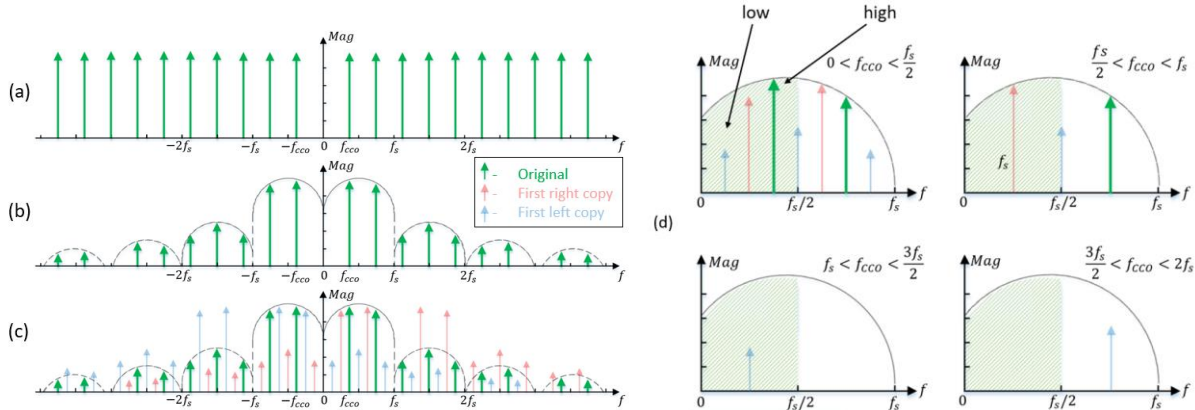 (a)
Mag
−2f_s
−f_s
−f_CCO
0
f_CCO
f_s
2f_s
f
↑ - Original
↑ - First right copy
↑ - First left copy
(b)
Mag
−2f_s
−f_s
−f_CCO
0
f_CCO
f_s
2f_s
f
(c)
Mag
−2f_s
−f_s
−f_CCO
0
f_CCO
f_s
2f_s
f
(d)
low
high
Mag
0 < f_CCO < f_s/2
0
f_s/2
f_s
f
Mag
fs/2 < f_CCO < f_s
f_s
0
f_s/2
f_s
f
Mag
f_s < f_CCO < 3f_s/2
0
f_s/2
f_s
f
Mag
3f_s/2 < f_CCO < 2f_s
0
f_s/2
f_s
f